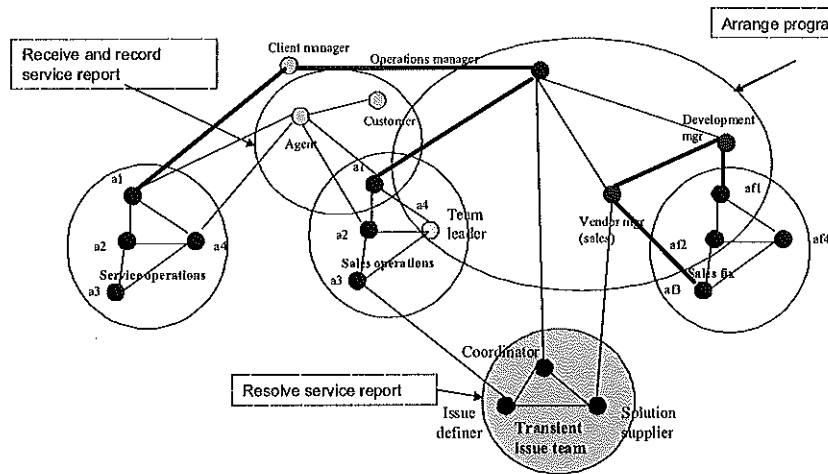 Arrange progra
Receive and record
service report
Client manager
Operations manager
Customer
Agent
Development
mgr
a1
a1
a4
Team
leader
af1
a2
a4
a2
Vendor mgr
(sales)
af2
af4
Service operations
Sales operations
Sales fix
a3
a3
af3
Coordinator
Resolve service report
Issue
definer
Transient
Issue team
Solution
supplier